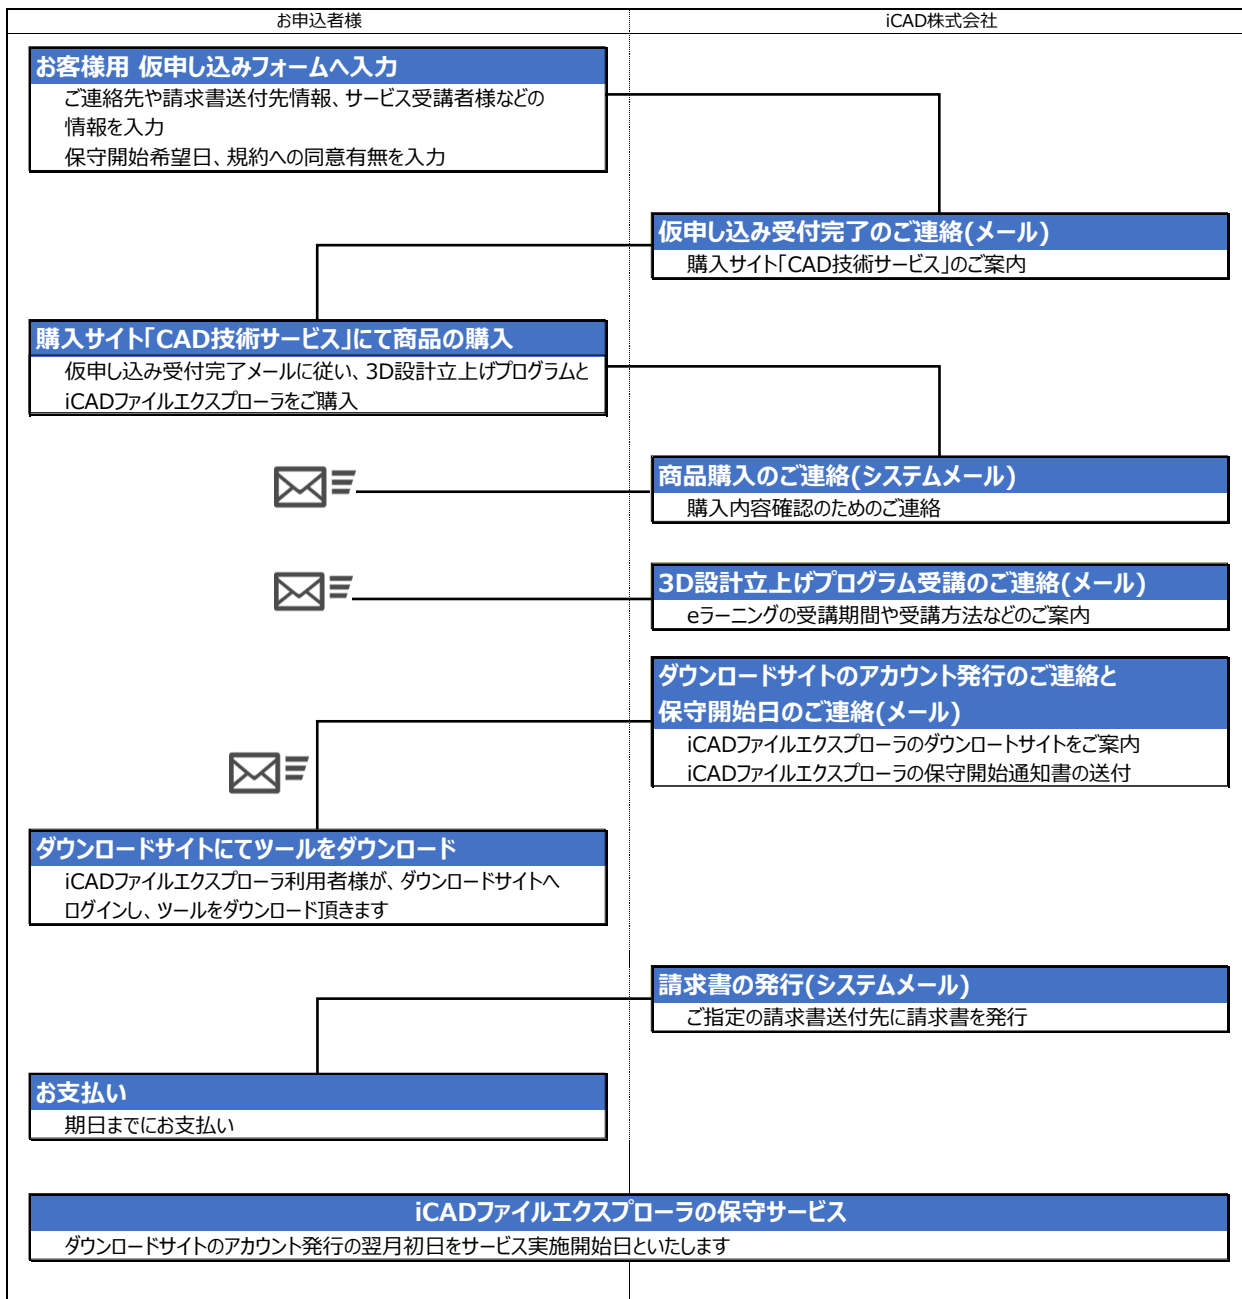 お申込者様
iCAD株式会社
お客様用 仮申し込みフォームへ入力
ご連絡先や請求書送付先情報、サービス受講者様などの
情報を入力
保守開始希望日、規約への同意有無を入力
仮申し込み受付完了のご連絡(メール)
購入サイト「CAD技術サービス」のご案内
購入サイト「CAD技術サービス」にて商品の購入
仮申し込み受付完了メールに従い、3D設計立上げプログラムと
iCADファイルエクスプローラをご購入
商品購入のご連絡(システムメール)
購入内容確認のためのご連絡
3D設計立上げプログラム受講のご連絡(メール)
eラーニングの受講期間や受講方法などのご案内
ダウンロードサイトのアカウント発行のご連絡と
保守開始日のご連絡(メール)
iCADファイルエクスプローラのダウンロートサイトをご案内
iCADファイルエクスプローラの保守開始通知書の送付
ダウンロードサイトにてツールをダウンロード
iCADファイルエクスプローラ利用者様が、ダウンロードサイトへ
ログインし、ツールをダウンロード頂きます
請求書の発行(システムメール)
ご指定の請求書送付先に請求書を発行
お支払い
期日までにお支払い
iCADファイルエクスプローラの保守サービス
ダウンロードサイトのアカウント発行の翌月初日をサービス実施開始日といたします